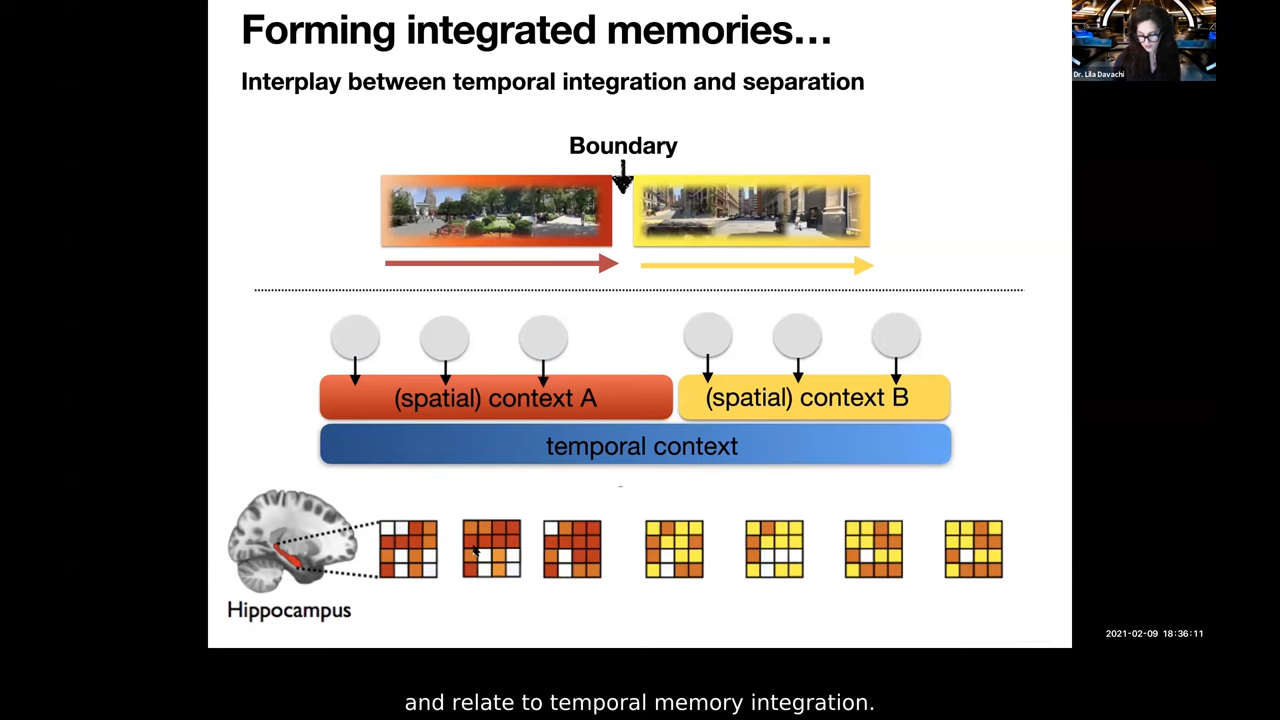 Forming integrated memories…
Interplay between temporal integration and separation
Dr. Lila Davachi
Boundary
(spatial) context A
(spatial) context B
temporal context
Hippocampus
2021-02-09 18:36:11
and relate to temporal memory integration.